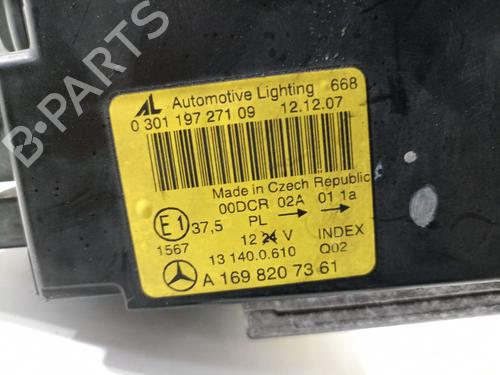 AL Automotive Lighting 668
0 301 197 271 09 12.12.07
Made in Czech Republic
00DCR 02A 01 1a
E1 37,5 PL → →
1567 12 24 V INDEX
13 140.0.610 Q02
A 169 820 73 61
B-PARTS